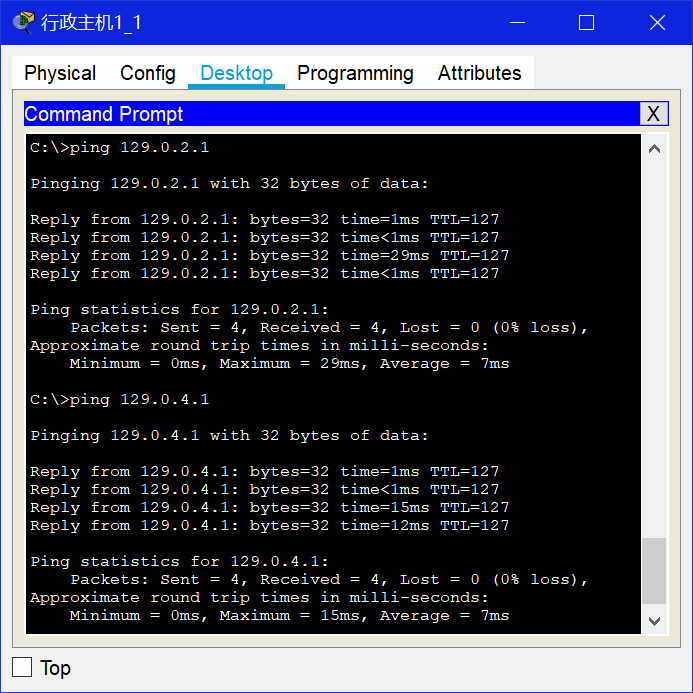 行政主机1_1
Physical Config Desktop Programming Attributes
Command Prompt X
C:\>ping 129.0.2.1
Pinging 129.0.2.1 with 32 bytes of data:
Reply from 129.0.2.1: bytes=32 time=1ms TTL=127
Reply from 129.0.2.1: bytes=32 time<1ms TTL=127
Reply from 129.0.2.1: bytes=32 time=29ms TTL=127
Reply from 129.0.2.1: bytes=32 time<1ms TTL=127
Ping statistics for 129.0.2.1:
    Packets: Sent = 4, Received = 4, Lost = 0 (0% loss),
Approximate round trip times in milli-seconds:
    Minimum = 0ms, Maximum = 29ms, Average = 7ms
C:\>ping 129.0.4.1
Pinging 129.0.4.1 with 32 bytes of data:
Reply from 129.0.4.1: bytes=32 time=1ms TTL=127
Reply from 129.0.4.1: bytes=32 time<1ms TTL=127
Reply from 129.0.4.1: bytes=32 time=15ms TTL=127
Reply from 129.0.4.1: bytes=32 time=12ms TTL=127
Ping statistics for 129.0.4.1:
    Packets: Sent = 4, Received = 4, Lost = 0 (0% loss),
Approximate round trip times in milli-seconds:
    Minimum = 0ms, Maximum = 15ms, Average = 7ms
Top